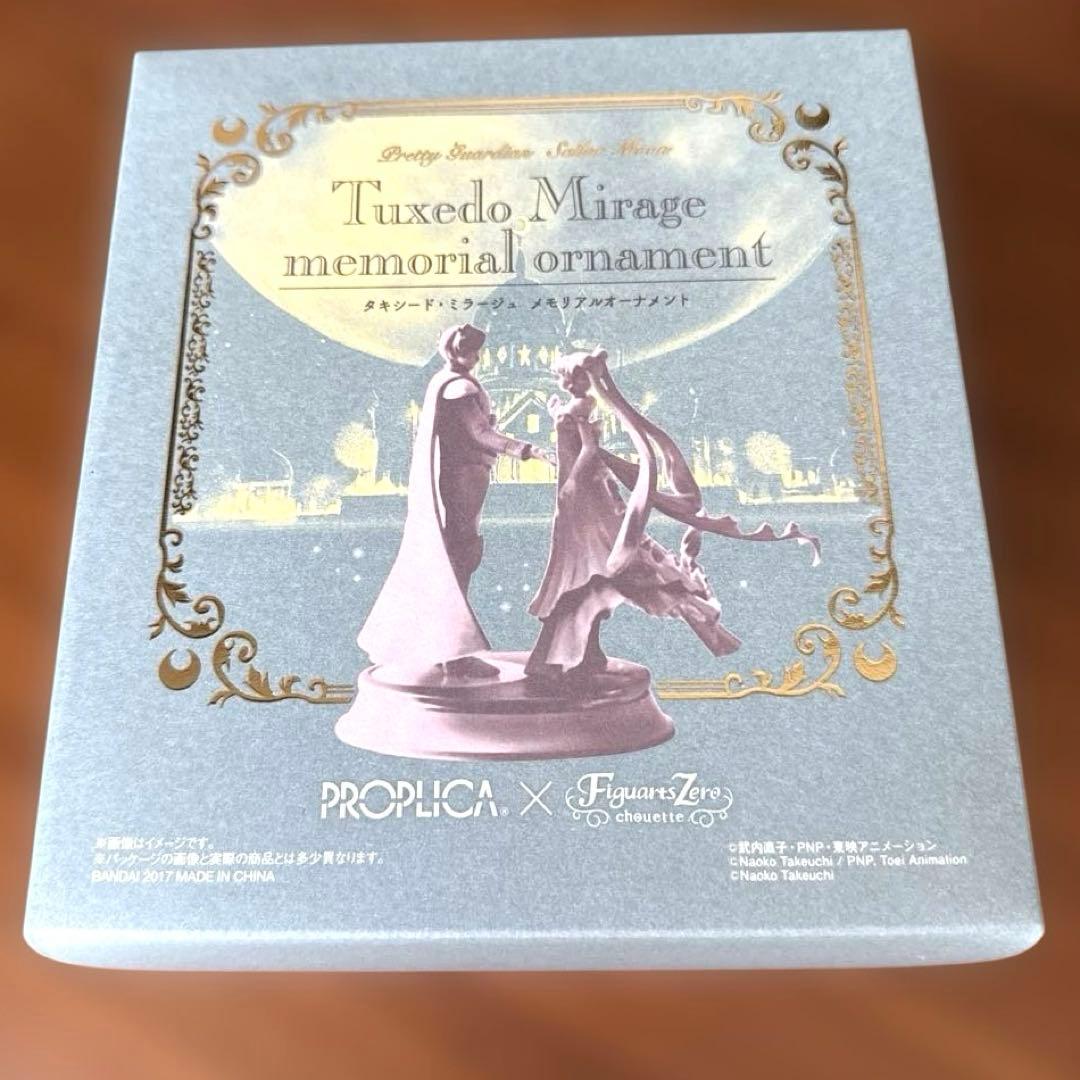 Pretty Guardian Sailor Moon
Tuxedo Mirage
memorial ornament
タキシード・ミラージュ メモリアルオーナメント
PROPLICA® × FiguartsZero
chouette
※画像はイメージです。
※パッケージの画像と実際の商品とは多少異なります。
BANDAI 2017 MADE IN CHINA
©武内直子・PNP・東映アニメーション
©Naoko Takeuchi / PNP, Toei Animation
©Naoko Takeuchi